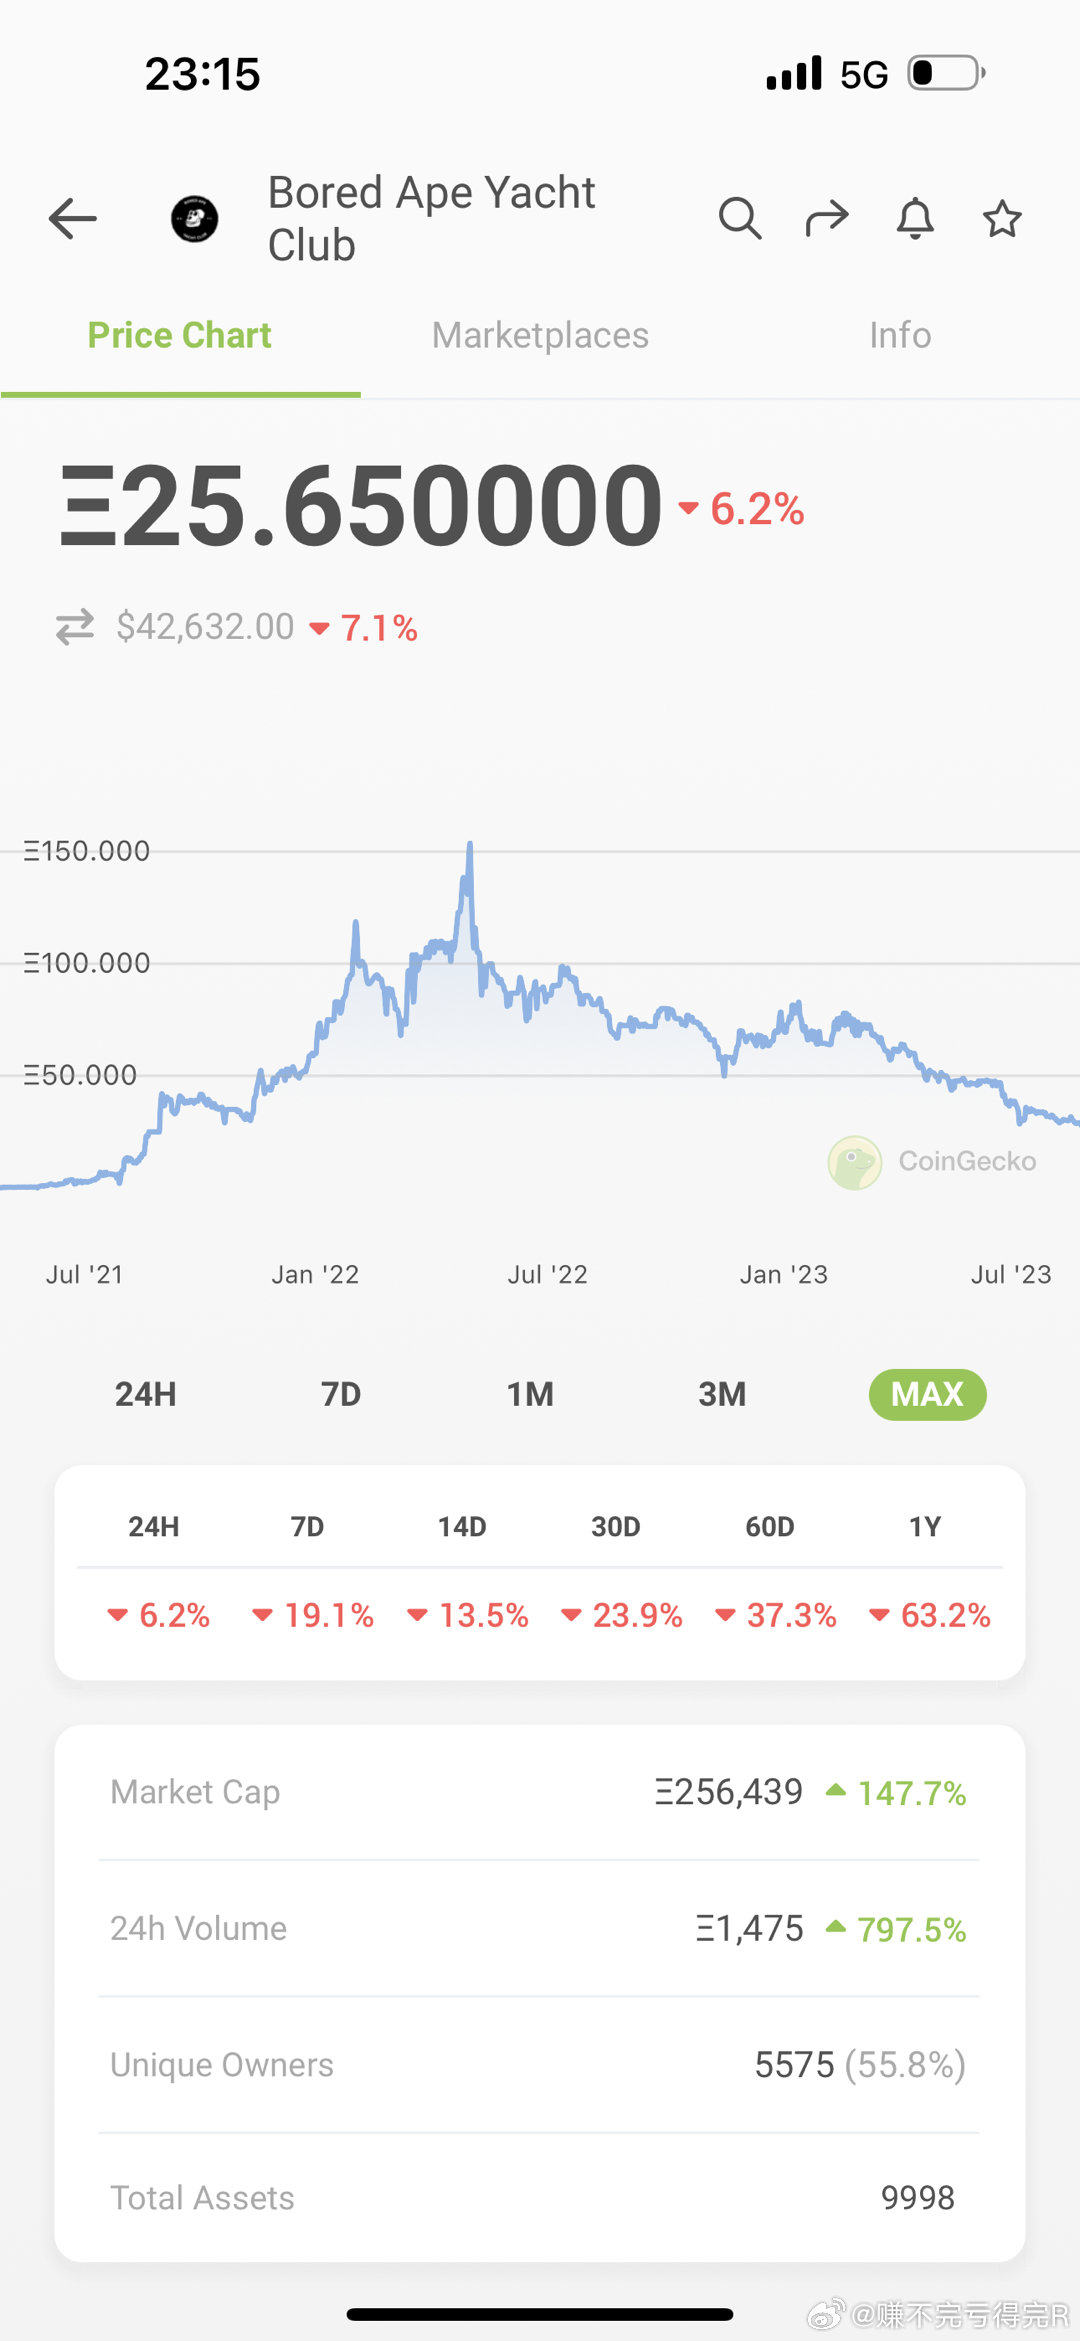 23:15 5G
Bored Ape Yacht
Club
Price Chart Marketplaces Info
Ξ25.650000 6.2%
$42,632.00 7.1%
Ξ150.000
Ξ100.000
Ξ50.000
CoinGecko
Jul '21 Jan '22 Jul '22 Jan '23 Jul '23
24H 7D 1M 3M MAX
24H 7D 14D 30D 60D 1Y
6.2% 19.1% 13.5% 23.9% 37.3% 63.2%
Market Cap Ξ256,439 147.7%
24h Volume Ξ1,475 797.5%
Unique Owners 5575 (55.8%)
Total Assets 9998
@赚不完亏得完R